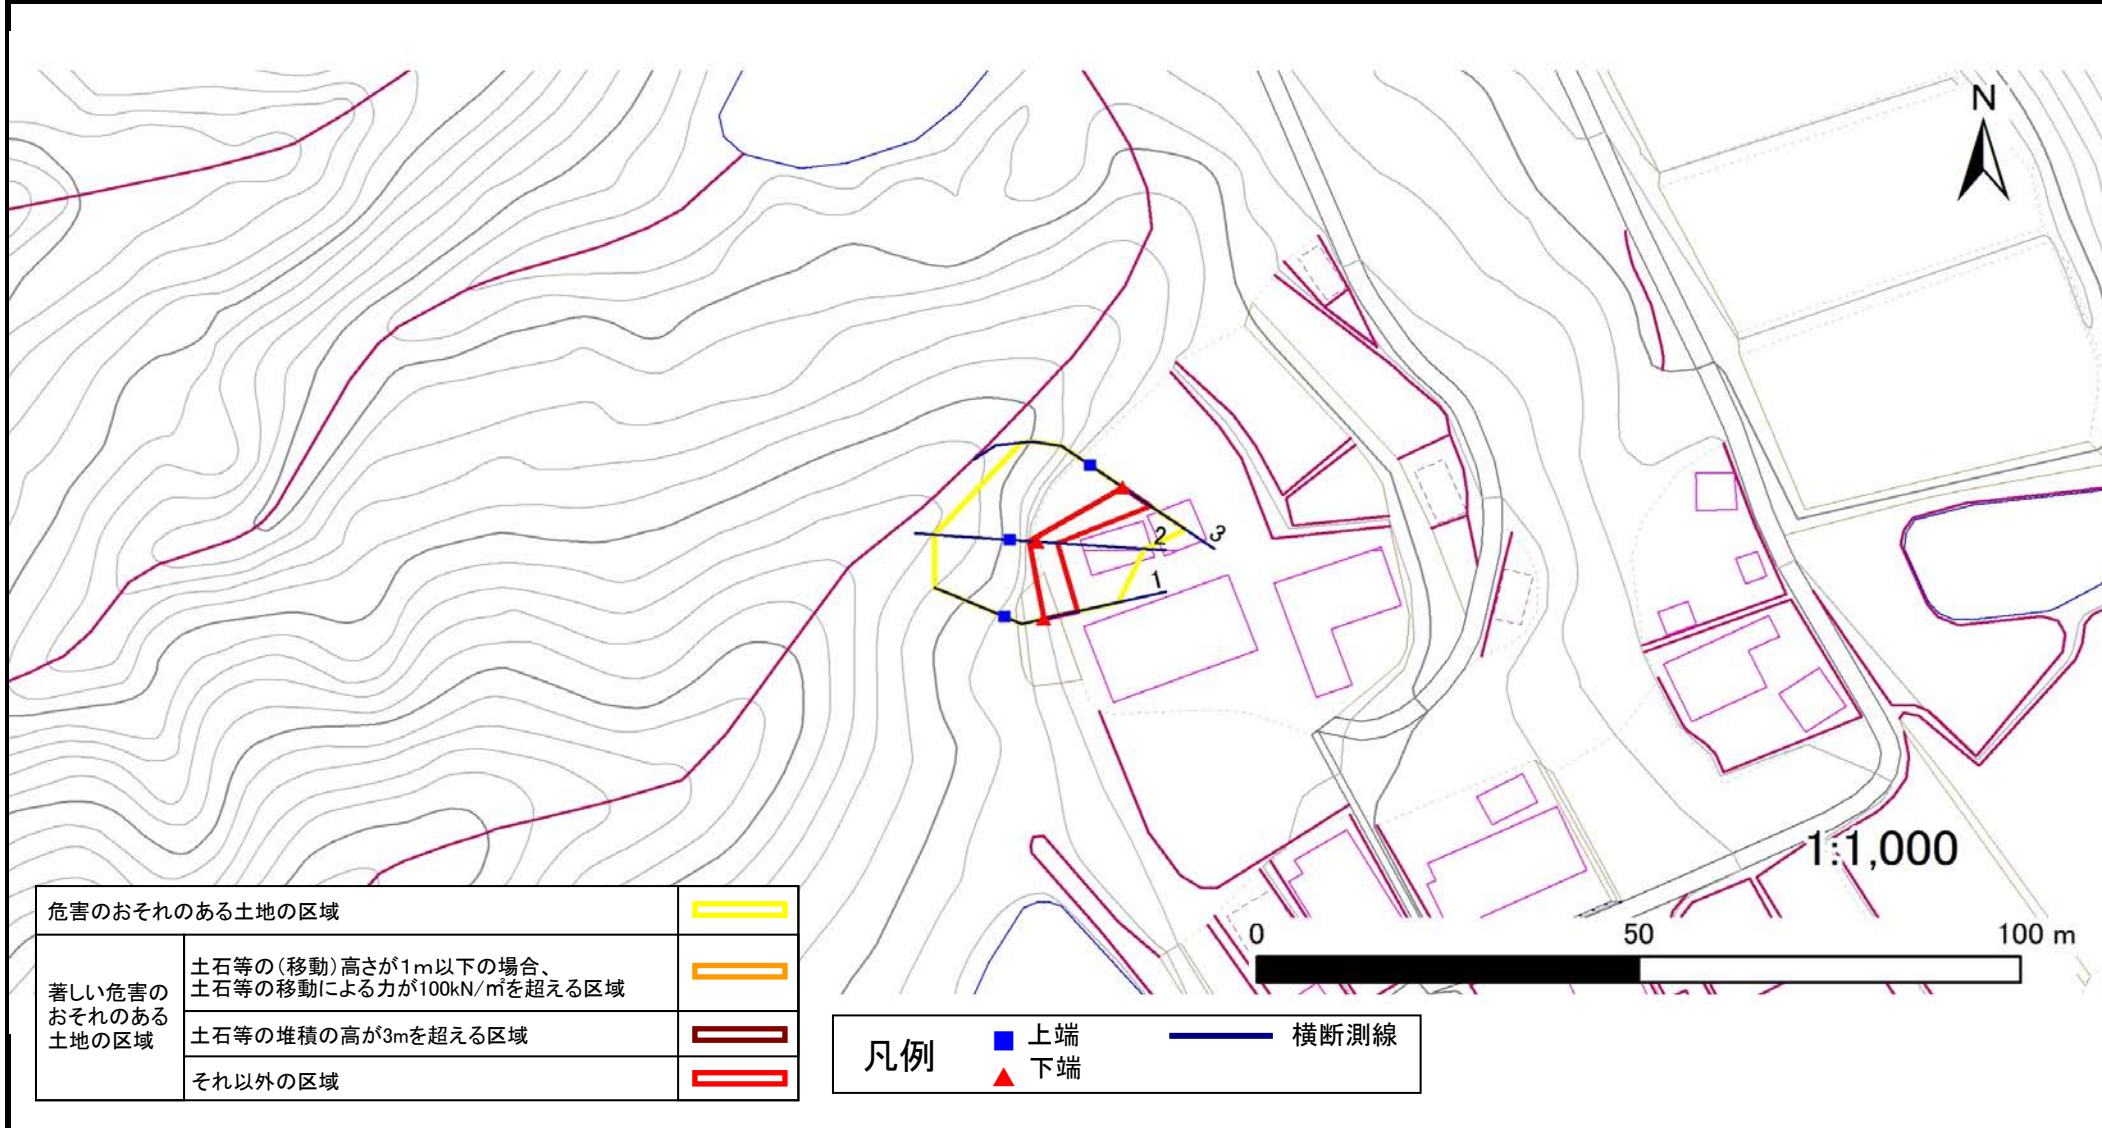 N
3
2
1
1:1,000
0 50 100 m
危害のおそれのある土地の区域
著しい危害の
おそれのある
土地の区域
土石等の(移動)高さが1m以下の場合、
土石等の移動による力が100kN/㎡を超える区域
土石等の堆積の高が3mを超える区域
それ以外の区域
凡例
上端
下端
横断測線